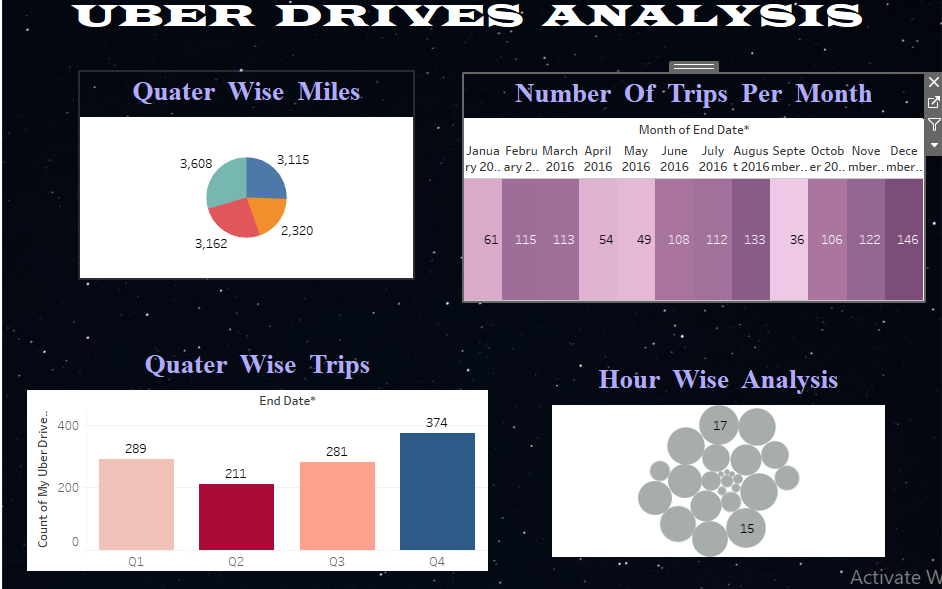 UBER DRIVES ANALYSIS
Quater Wise Miles
3,608
3,115
2,320
3,162
Number Of Trips Per Month
Month of End Date*
Janua Febru March April May June July Augus Septe Octob Nove Dece
ry 20.. ary 2.. 2016 2016 2016 2016 2016 t 2016 mber.. er 20.. mber.. mber..
61 115 113 54 49 108 112 133 36 106 122 146
Quater Wise Trips
End Date*
Count of My Uber Drive..
400
200
0
289
211
281
374
Q1 Q2 Q3 Q4
Hour Wise Analysis
17
15
Activate W